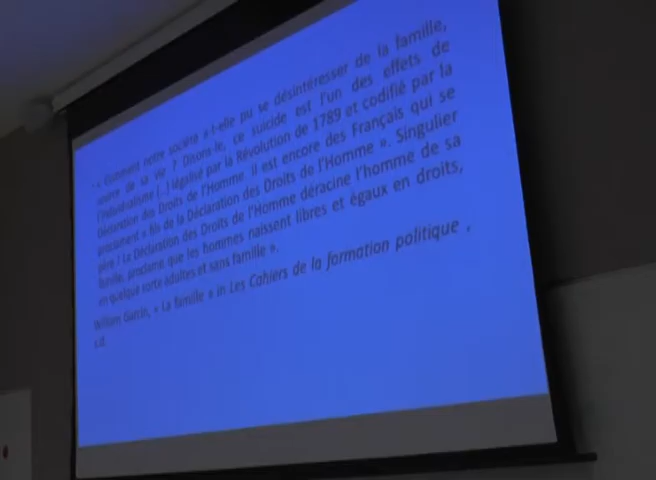 « Comment notre société a-t-elle pu se désintéresser de la famille,
source de sa vie ? Disons-le, ce suicide est l'un des effets de
l'individualisme [...] légalisé par la Révolution de 1789 et codifié par la
Déclaration des Droits de l'Homme. Il est encore des Français qui se
proclament « fils de la Déclaration des Droits de l'Homme ». Singulier
père ! La Déclaration des Droits de l'Homme déracine l'homme de sa
famille, proclame que les hommes naissent libres et égaux en droits,
en quelque sorte adultes et sans famille ».
« La famille » in Les Cahiers de la formation politique ,
s.d.